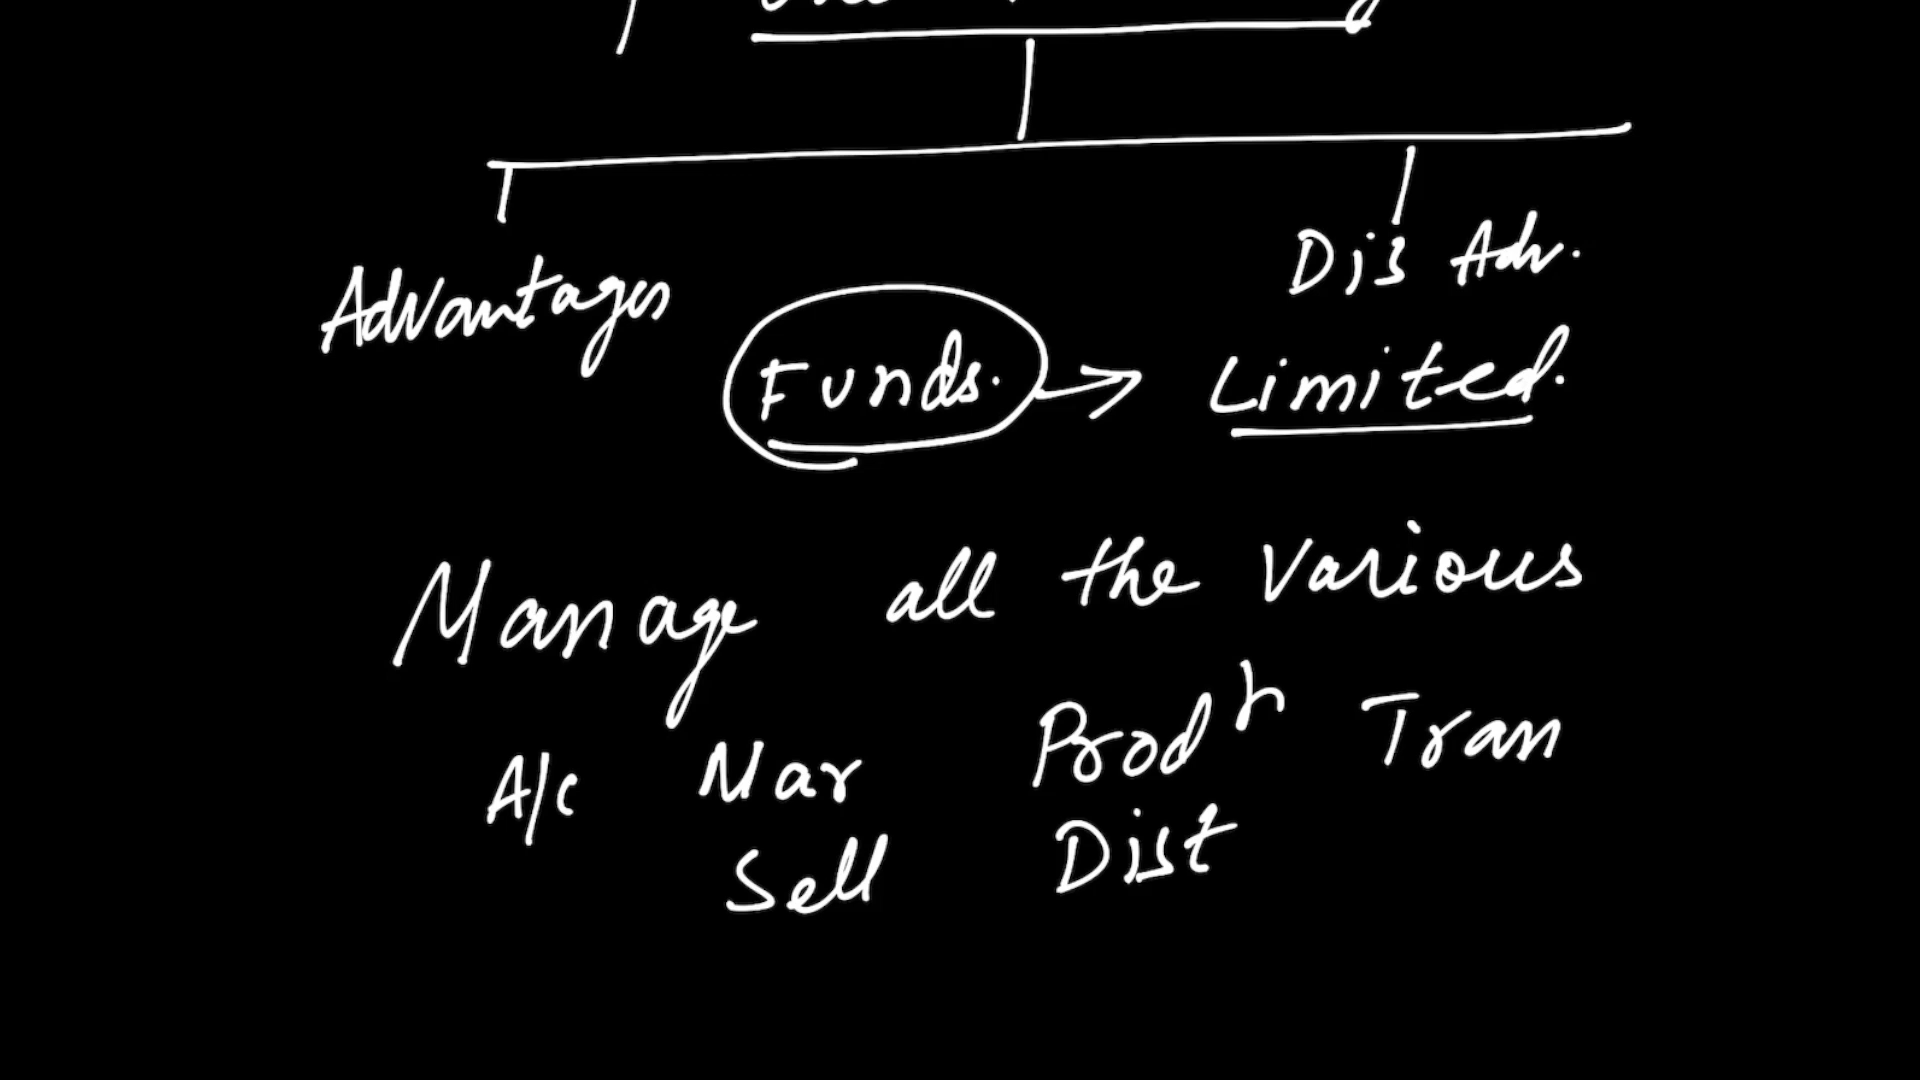 Advantages Dis Adv.
Funds. → Limited.
Manage all the various
A/c Mar Prodn Tran
Sell Dist